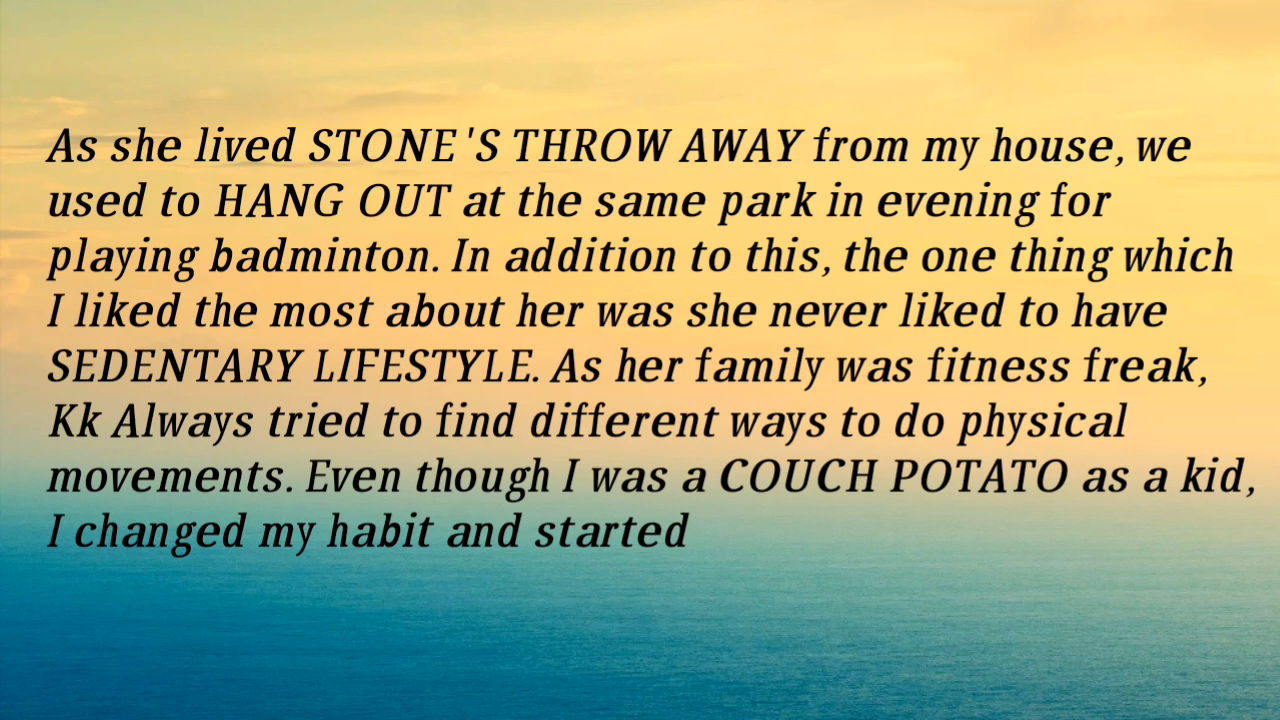 As she lived STONE'S THROW AWAY from my house, we
used to HANG OUT at the same park in evening for
playing badminton. In addition to this, the one thing which
I liked the most about her was she never liked to have
SEDENTARY LIFESTYLE. As her family was fitness freak,
Kk Always tried to find different ways to do physical
movements. Even though I was a COUCH POTATO as a kid,
I changed my habit and started